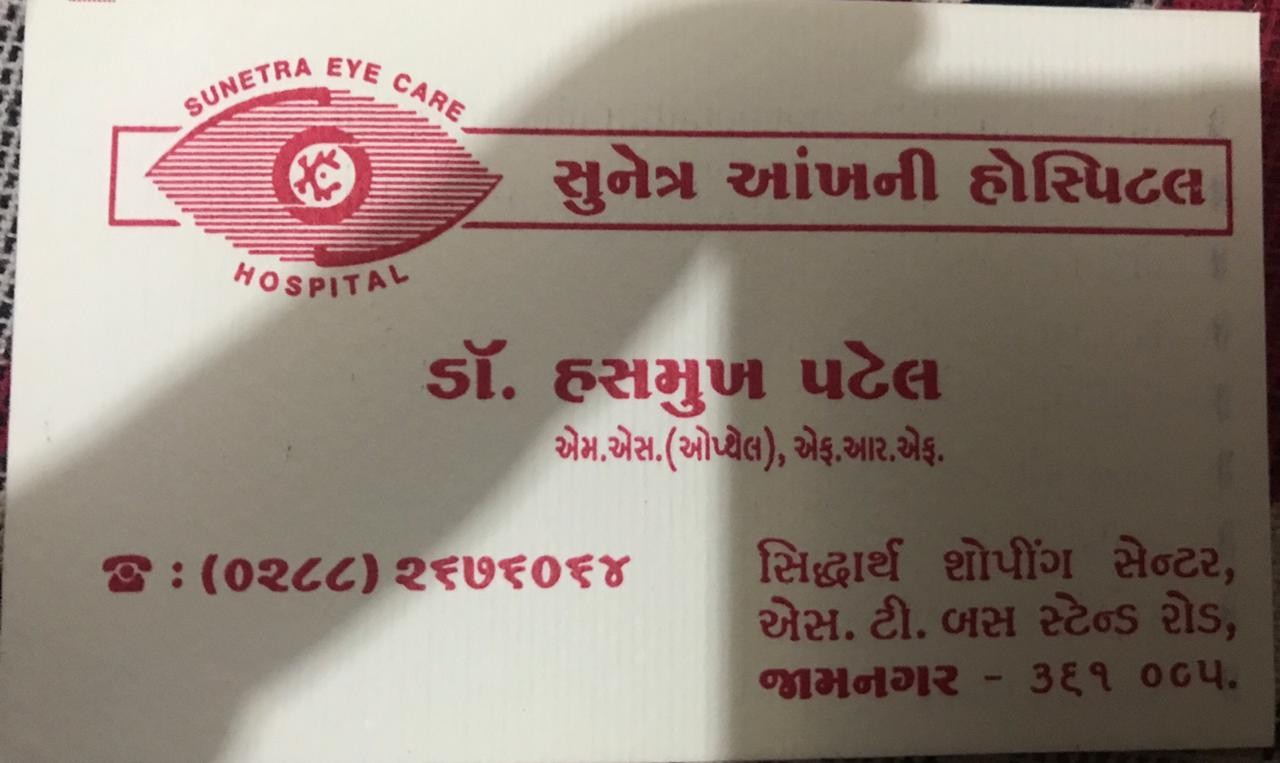 SUNETRA EYE CARE
HOSPITAL
સુનેત્ર આંખની હોસ્પિટલ
ડૉ. હસમુખ પટેલ
એમ.એસ.(ઓપ્થેલ), એફ.આર.એફ.
☎ : (૦૨૮૮) ૨૬૭૬૦૬૪
સિદ્ધાર્થ શોપીંગ સેન્ટર,
એસ. ટી. બસ સ્ટેન્ડ રોડ,
જામનગર - ૩૬૧ ૦૦૫.